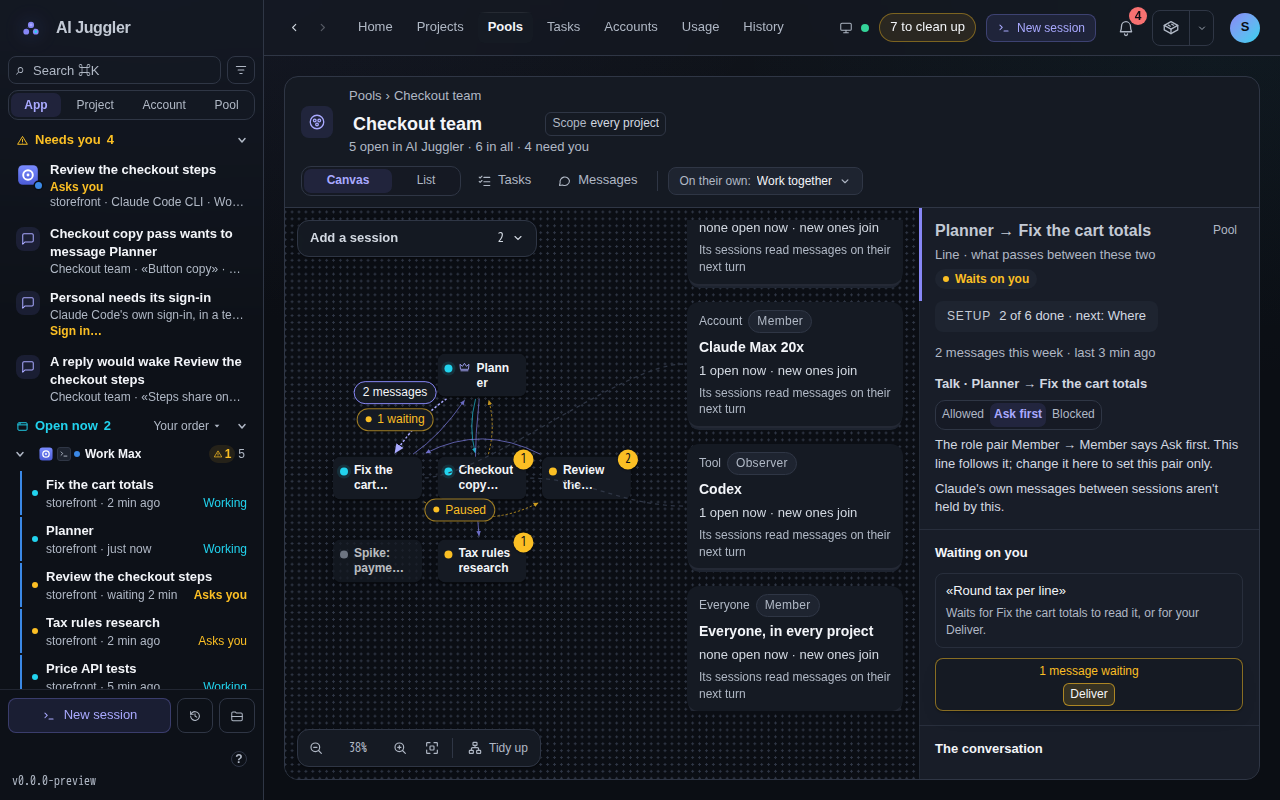 AI Juggler
Search ⌘K
App
Project
Account
Pool
Needs you 4
Review the checkout steps
Asks you
storefront · Claude Code CLI · Wo…
Checkout copy pass wants to
message Planner
Checkout team · «Button copy» · …
Personal needs its sign-in
Claude Code's own sign-in, in a te…
Sign in…
A reply would wake Review the
checkout steps
Checkout team · «Steps share on…
Open now 2
Your order
Work Max
1 5
Fix the cart totals
storefront · 2 min ago
Working
Planner
storefront · just now
Working
Review the checkout steps
storefront · waiting 2 min
Asks you
Tax rules research
storefront · 2 min ago
Asks you
Price API tests
storefront · 5 min ago
Working
New session
?
v0.0.0-preview
Home
Projects
Pools
Tasks
Accounts
Usage
History
7 to clean up
New session
4
S
Pools › Checkout team
Checkout team
Scope every project
5 open in AI Juggler · 6 in all · 4 need you
Canvas
List
Tasks
Messages
On their own: Work together
Add a session
2
2 messages
1 waiting
Plann
er
Fix the
cart…
1
Checkout
copy…
2
Review
the…
Paused
Spike:
payme…
1
Tax rules
research
none open now · new ones join
Its sessions read messages on their
next turn
Account
Member
Claude Max 20x
1 open now · new ones join
Its sessions read messages on their
next turn
Tool
Observer
Codex
1 open now · new ones join
Its sessions read messages on their
next turn
Everyone
Member
Everyone, in every project
none open now · new ones join
Its sessions read messages on their
next turn
38%
Tidy up
Planner → Fix the cart totals
Pool
Line · what passes between these two
Waits on you
SETUP 2 of 6 done · next: Where
2 messages this week · last 3 min ago
Talk · Planner → Fix the cart totals
Allowed
Ask first
Blocked
The role pair Member → Member says Ask first. This
line follows it; change it here to set this pair only.
Claude's own messages between sessions aren't
held by this.
Waiting on you
«Round tax per line»
Waits for Fix the cart totals to read it, or for your
Deliver.
1 message waiting
Deliver
The conversation